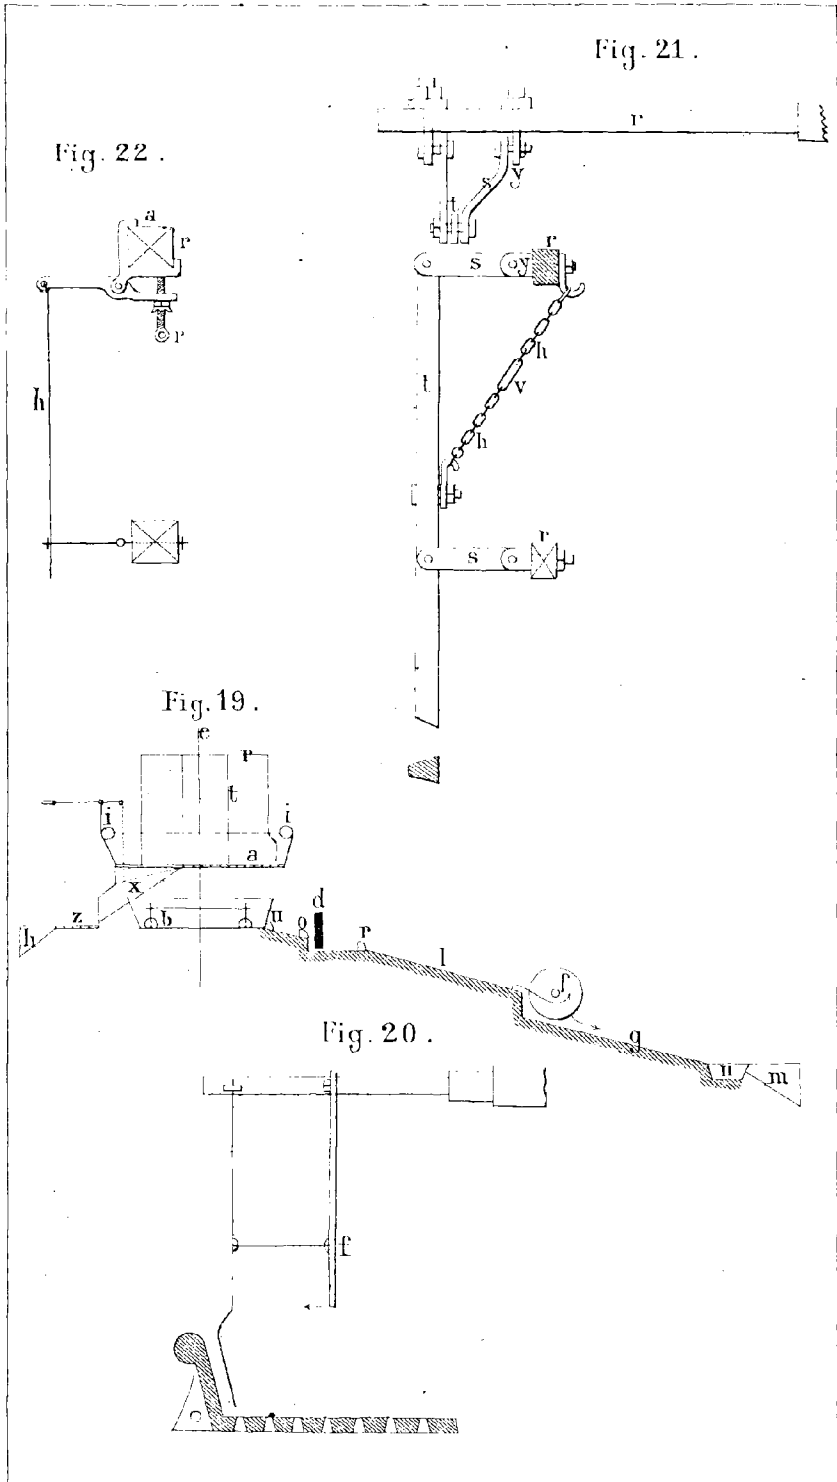 Fig. 21.
r
Fig. 22.
s
y
t
a
r
r
s
y
r
h
v
t
h
h
r
s
Fig. 19.
e
r
t
i
i
a
x
d
z
b
n
o
r
h
l
f
Fig. 20.
g
n
m
f